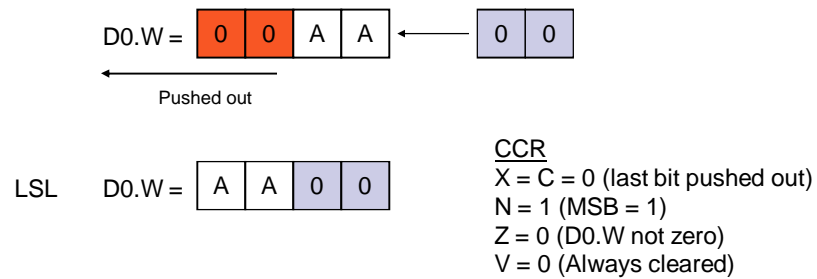 D0.W = 0 0 A A 0 0
Pushed out
LSL D0.W = A A 0 0
CCR
X = C = 0 (last bit pushed out)
N = 1 (MSB = 1)
Z = 0 (D0.W not zero)
V = 0 (Always cleared)